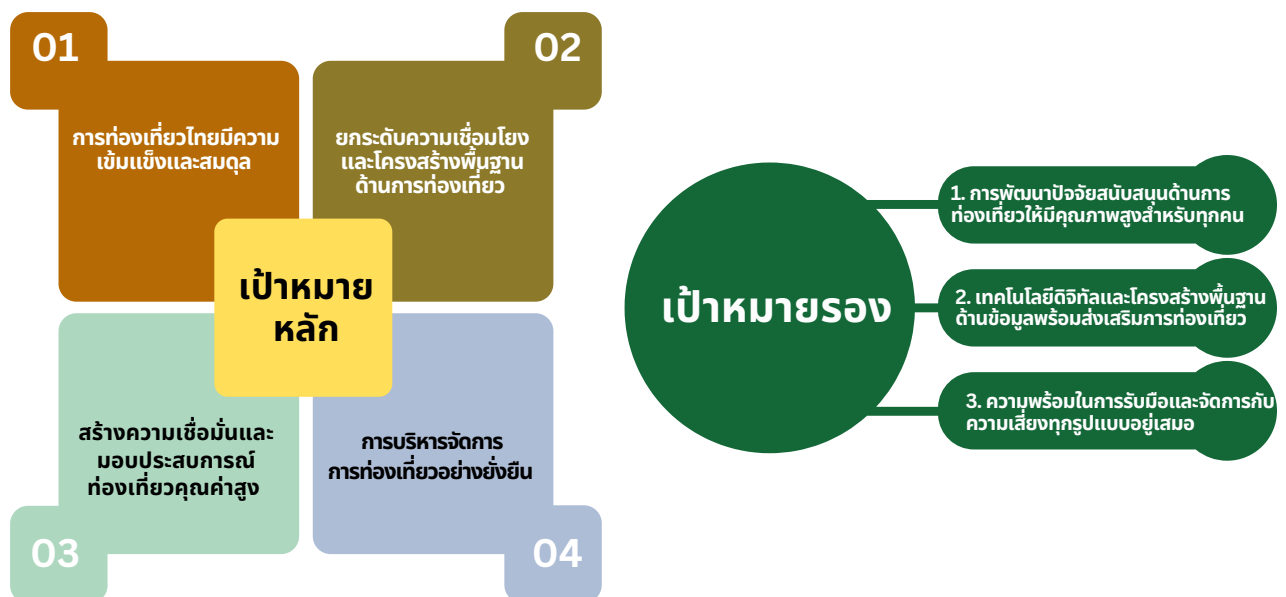 01
การท่องเที่ยวไทยมีความ
เข้มแข็งและสมดุล
02
ยกระดับความเชื่อมโยง
และโครงสร้างพื้นฐาน
ด้านการท่องเที่ยว
เป้าหมาย
หลัก
สร้างความเชื่อมั่นและ
มอบประสบการณ์
ท่องเที่ยวคุณค่าสูง
03
การบริหารจัดการ
การท่องเที่ยวอย่างยั่งยืน
04
เป้าหมายรอง
1. การพัฒนาปัจจัยสนับสนุนด้านการ
ท่องเที่ยวให้มีคุณภาพสูงสำหรับทุกคน
2. เทคโนโลยีดิจิทัลและโครงสร้างพื้นฐาน
ด้านข้อมูลพร้อมส่งเสริมการท่องเที่ยว
3. ความพร้อมในการรับมือและจัดการกับ
ความเสี่ยงทุกรูปแบบอยู่เสมอ